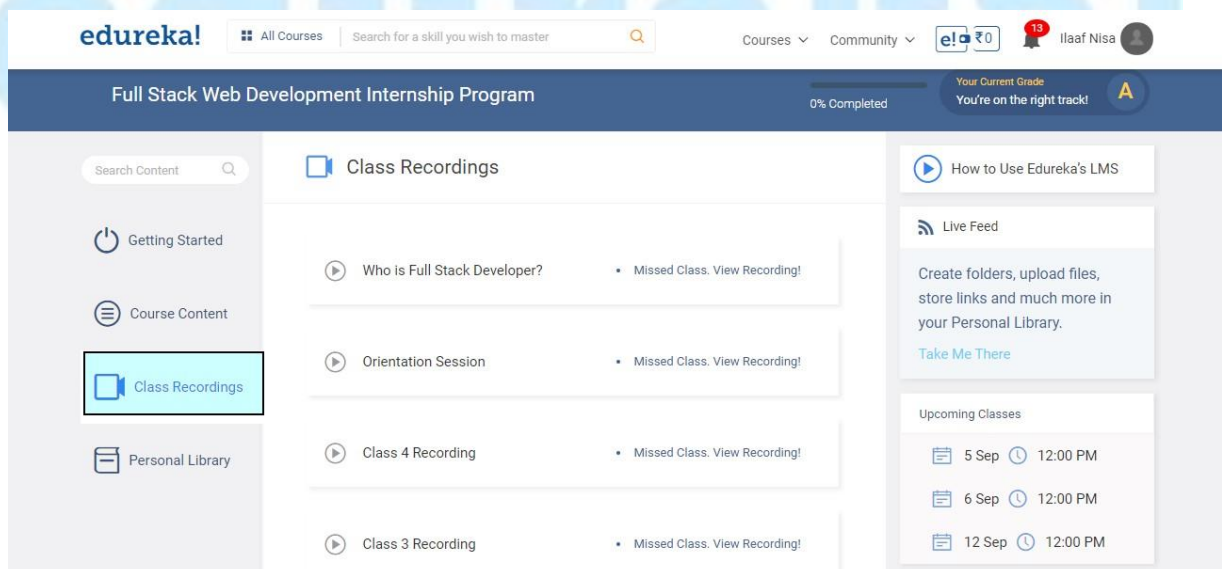 edureka!
All Courses
Search for a skill you wish to master
Courses
Community
e! ₹0
13
Ilaaf Nisa
Full Stack Web Development Internship Program
0% Completed
Your Current Grade
You're on the right track!
A
Search Content
Getting Started
Course Content
Class Recordings
Personal Library
Class Recordings
Who is Full Stack Developer?
• Missed Class. View Recording!
Orientation Session
• Missed Class. View Recording!
Class 4 Recording
• Missed Class. View Recording!
Class 3 Recording
• Missed Class. View Recording!
How to Use Edureka's LMS
Live Feed
Create folders, upload files,
store links and much more in
your Personal Library.
Take Me There
Upcoming Classes
5 Sep 12:00 PM
6 Sep 12:00 PM
12 Sep 12:00 PM